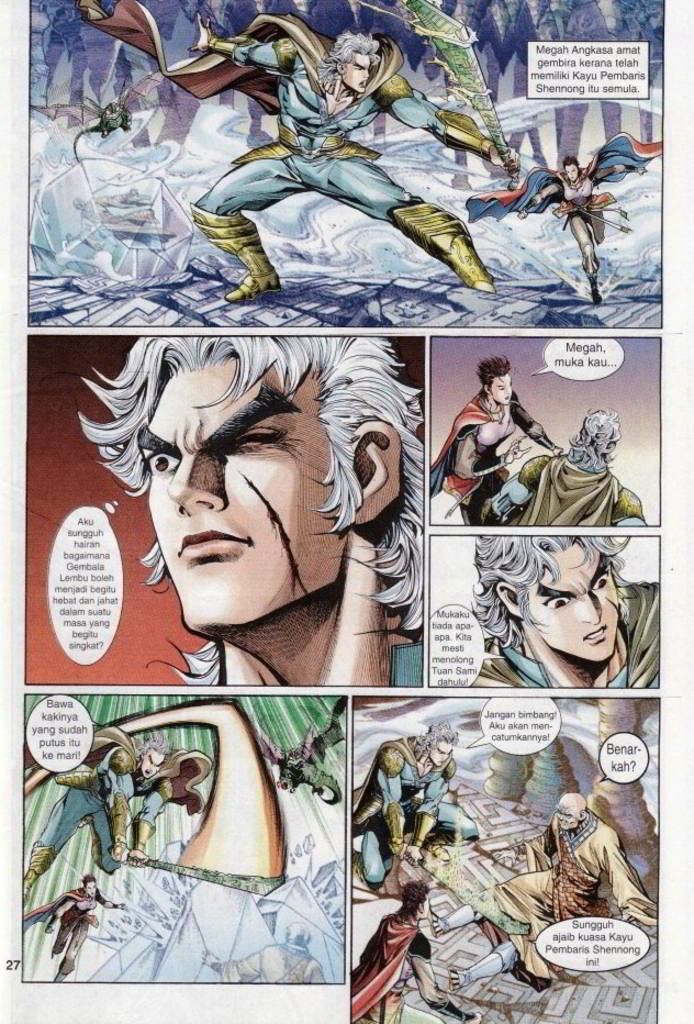 Megah Angkasa amat
gembira kerana telah
memiliki Kayu Pembaris
Shennong itu semula.
Aku
sungguh
hairan
bagaimana
Gembala
Lembu boleh
menjadi begitu
hebat dan jahat
dalam suatu
masa yang
begitu
singkat?
Megah,
muka kau...
Mukaku
tiada apa-
apa. Kita
mesti
menolong
Tuan Sami
dahulu!
Bawa
kakinya
yang sudah
putus itu
ke mari!
Jangan bimbang!
Aku akan men-
catumkannya!
Benar-
kah?
Sungguh
ajaib kuasa Kayu
Pembaris Shennong
ini!
27